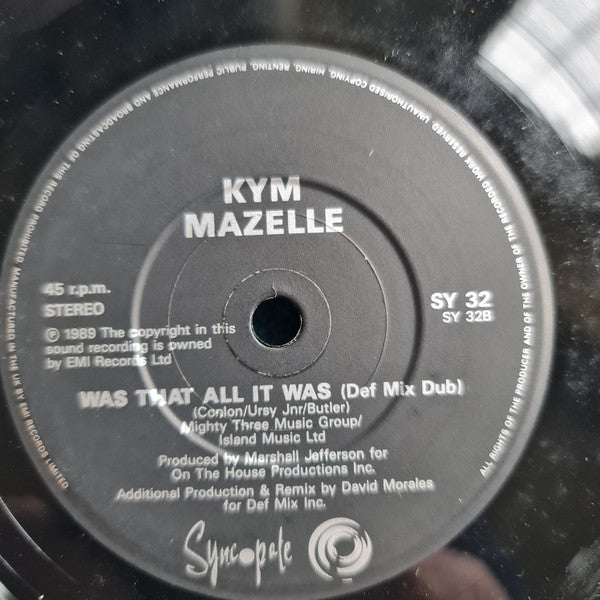 KYM
MAZELLE
45 r.p.m.
STEREO
SY 32
SY 32B
Ⓟ 1989 The copyright in this
sound recording is owned
by EMI Records Ltd
WAS THAT ALL IT WAS (Def Mix Dub)
(Conlon/Ursy Jnr/Butler)
Mighty Three Music Group/
Island Music Ltd
Produced by Marshall Jefferson for
On The House Productions Inc.
Additional Production & Remix by David Morales
for Def Mix Inc.
Syncopate
ALL RIGHTS OF THE PRODUCER AND OF THE OWNER OF THE RECORDED WORK RESERVED. UNAUTHORISED COPYING, HIRING, RENTING, PUBLIC PERFORMANCE AND BROADCASTING OF THIS RECORD PROHIBITED. MANUFACTURED IN THE UK BY EMI RECORDS LIMITED.